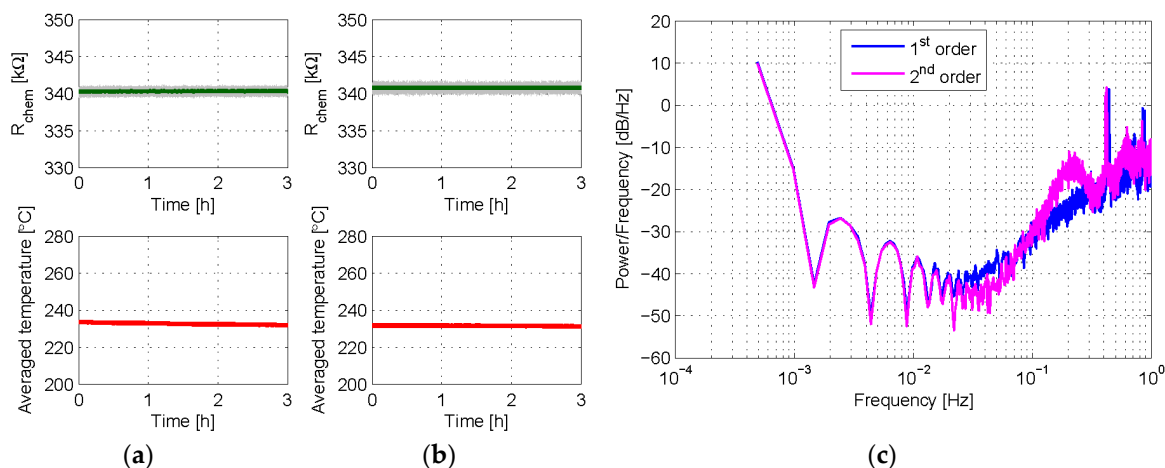 350
345
340
335
330
R_chem [kΩ]
0 1 2 3
Time [h]
280
260
240
220
200
Averaged temperature [°C]
0 1 2 3
Time [h]
(a)
350
345
340
335
330
R_chem [kΩ]
0 1 2 3
Time [h]
280
260
240
220
200
Averaged temperature [°C]
0 1 2 3
Time [h]
(b)
20
10
0
−10
−20
−30
−40
−50
−60
Power/Frequency [dB/Hz]
1st order
2nd order
10^−4 10^−3 10^−2 10^−1 10^0
Frequency [Hz]
(c)